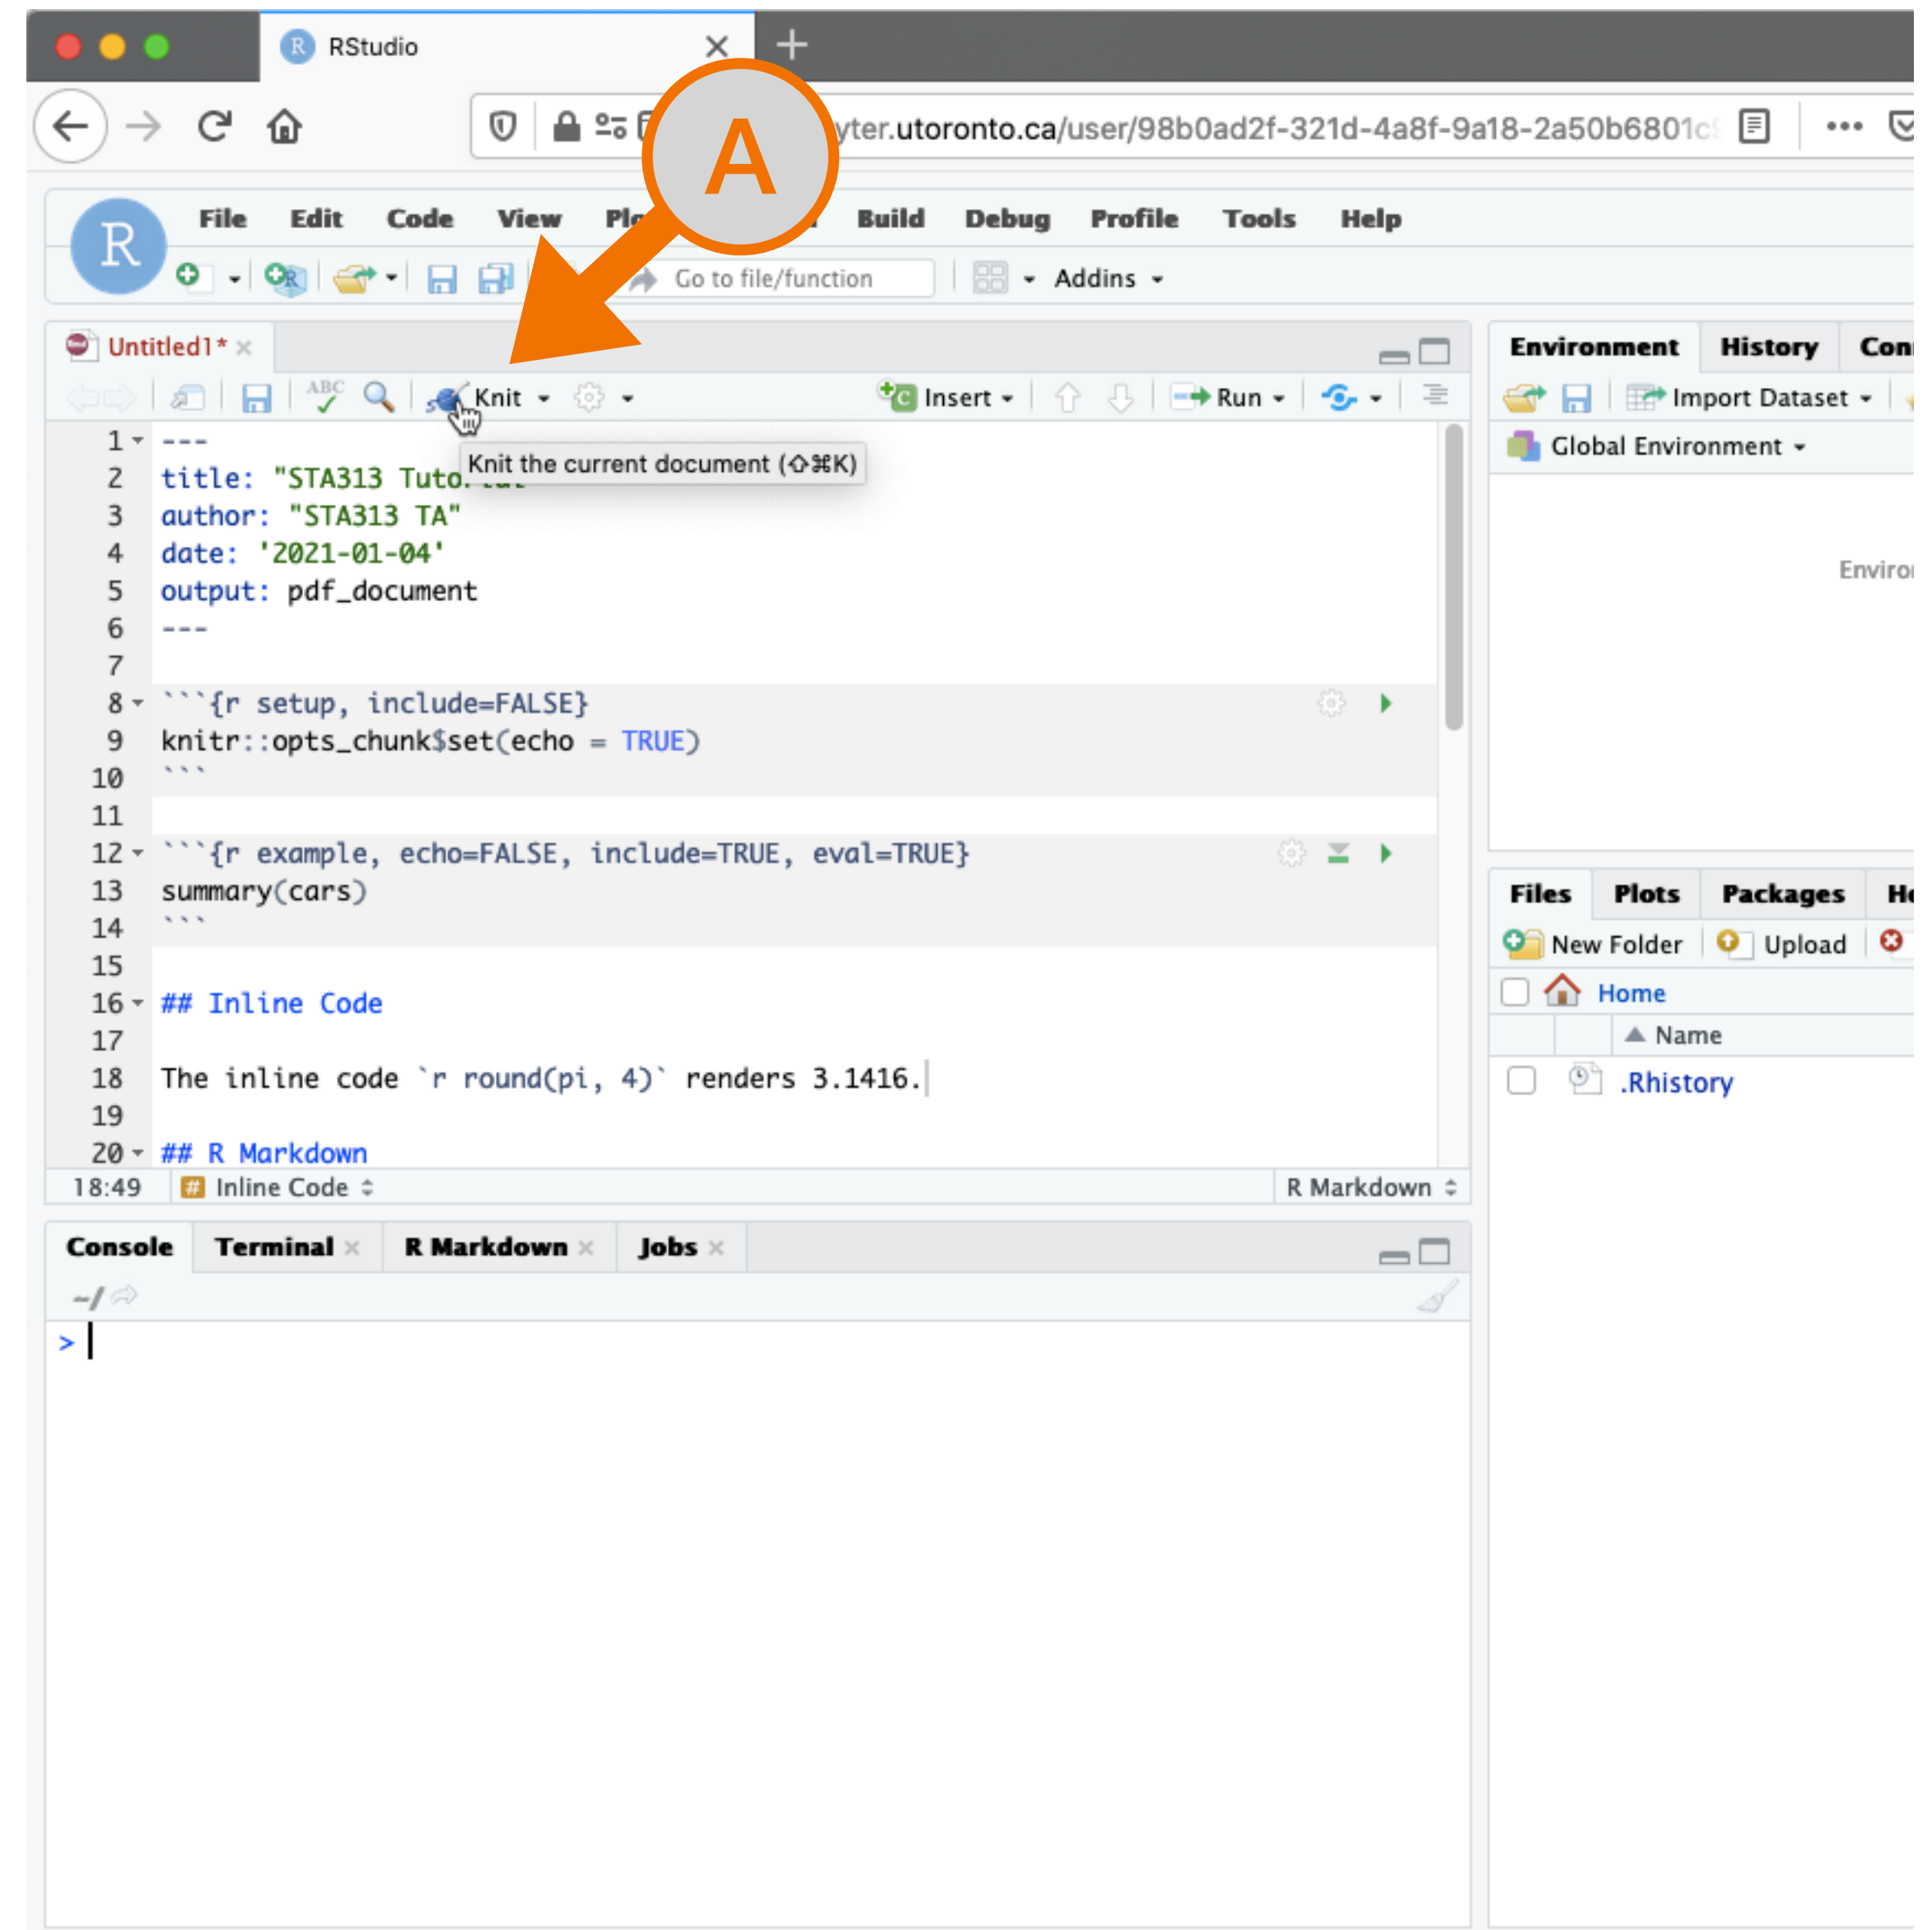 RStudio
yter.utoronto.ca/user/98b0ad2f-321d-4a8f-9a18-2a50b6801c
A
R
File Edit Code View Build Debug Profile Tools Help
Go to file/function
Addins
Untitled1*
ABC
Knit
Insert
Run
Knit the current document (⇧⌘K)
1 ---
2 title: "STA313
3 author: "STA313 TA"
4 date: '2021-01-04'
5 output: pdf_document
6 ---
7
8 ```{r setup, include=FALSE}
9 knitr::opts_chunk$set(echo = TRUE)
10 ```
11
12 ```{r example, echo=FALSE, include=TRUE, eval=TRUE}
13 summary(cars)
14 ```
15
16 ## Inline Code
17
18 The inline code `r round(pi, 4)` renders 3.1416.
19
20 ## R Markdown
18:49 # Inline Code R Markdown
Console Terminal R Markdown Jobs
~/
>
Environment History
Import Dataset
Global Environment
Files Plots Packages
New Folder Upload
Home
Name
.Rhistory